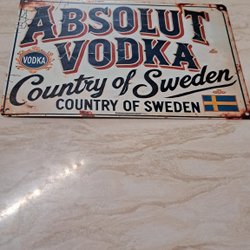 ABSOLUT
VODKA
VODKA
Country of Sweden
COUNTRY OF SWEDEN